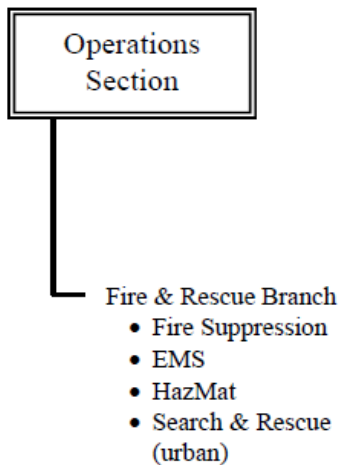 Operations
Section
Fire & Rescue Branch
• Fire Suppression
• EMS
• HazMat
• Search & Rescue
(urban)